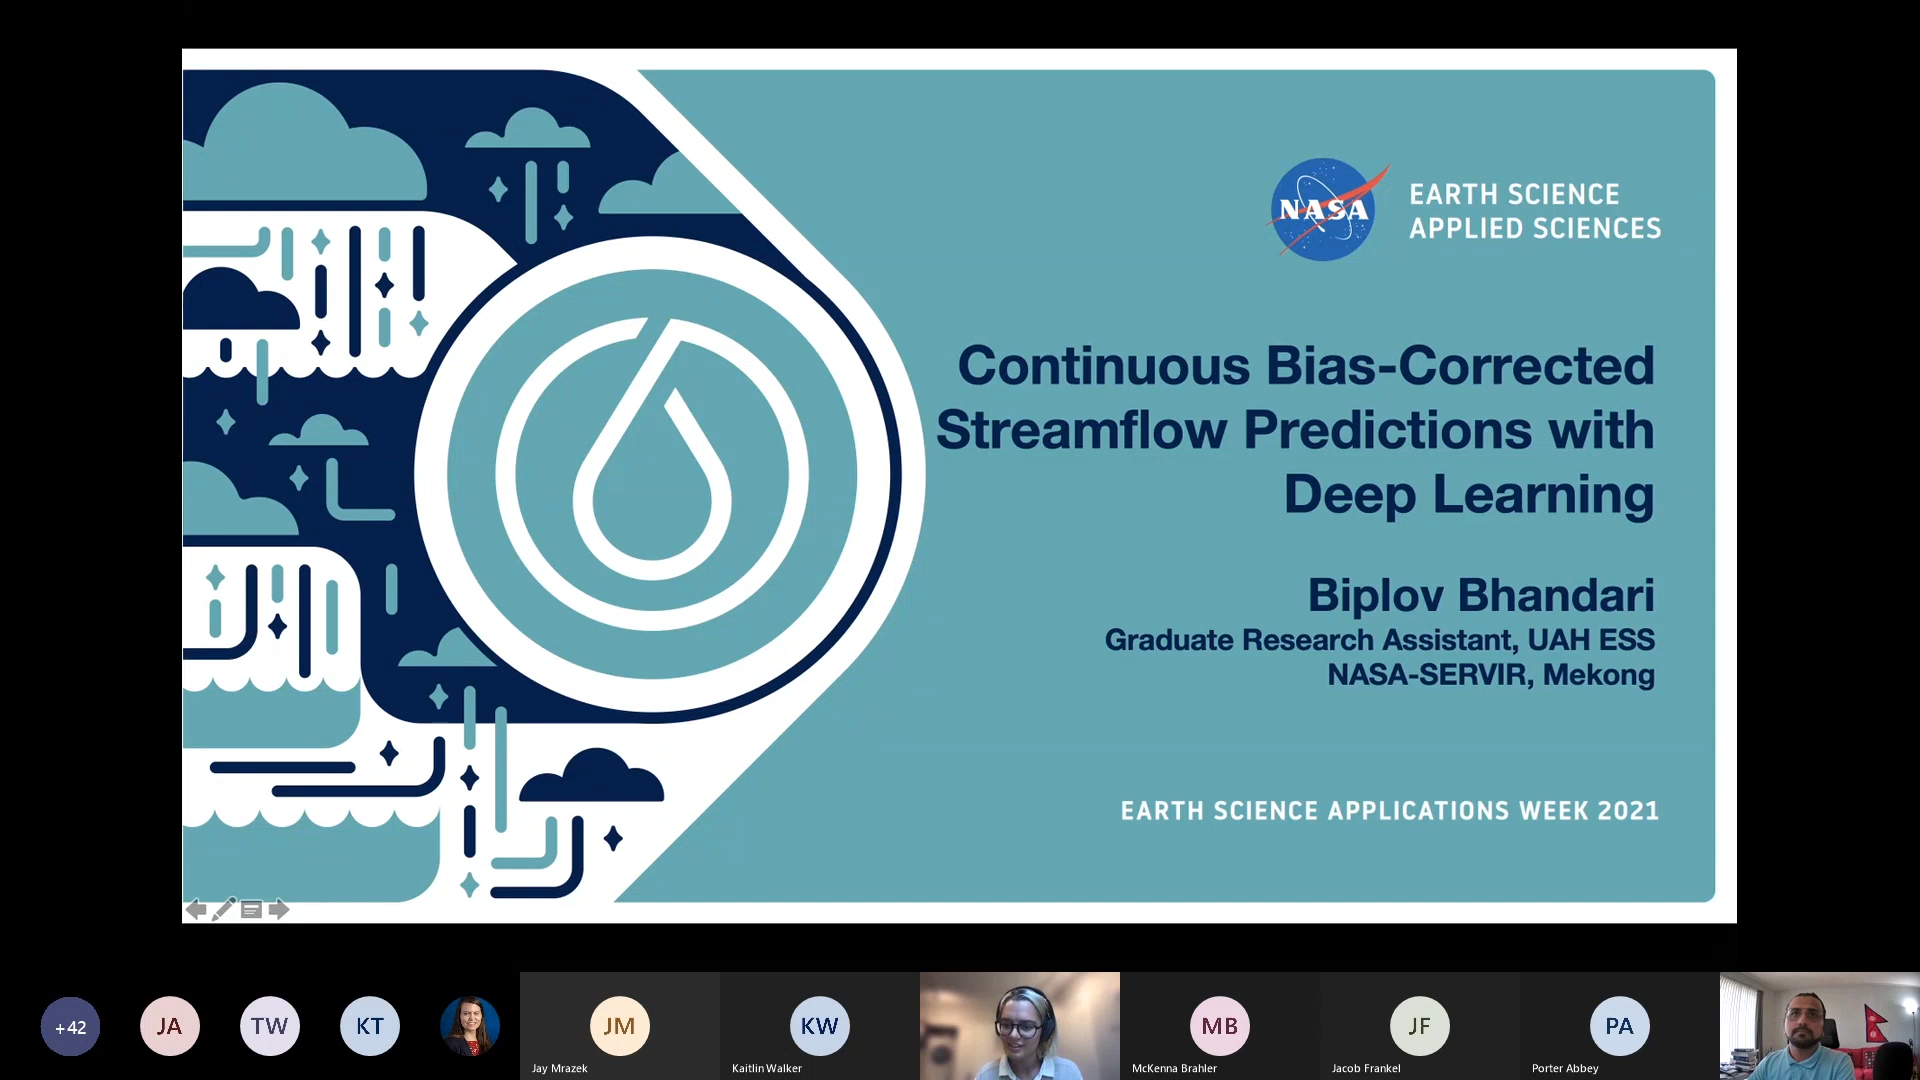 NASA
EARTH SCIENCE
APPLIED SCIENCES
Continuous Bias-Corrected
Streamflow Predictions with
Deep Learning
Biplov Bhandari
Graduate Research Assistant, UAH ESS
NASA-SERVIR, Mekong
EARTH SCIENCE APPLICATIONS WEEK 2021
+42
JA
TW
KT
JM
Jay Mrazek
KW
Kaitlin Walker
MB
McKenna Brahler
JF
Jacob Frankel
PA
Porter Abbey